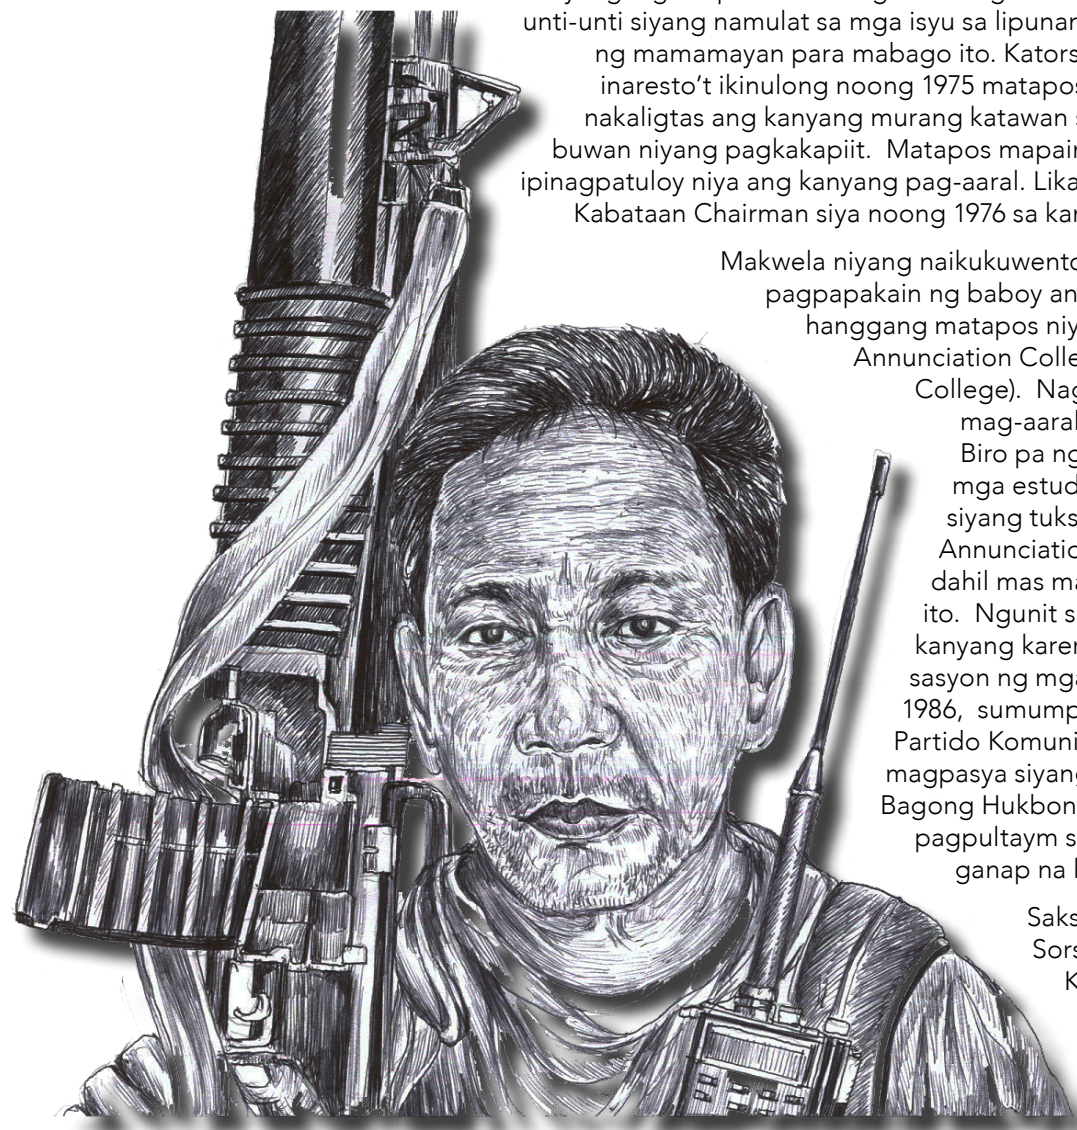 unti-unti siyang namulat sa mga isyu sa lipunan
ng mamamayan para mabago ito. Kators
inaresto’t ikinulong noong 1975 matapos
nakaligtas ang kanyang murang katawan s
buwan niyang pagkakapiit.  Matapos mapair
ipinagpatuloy niya ang kanyang pag-aaral. Lika
Kabataan Chairman siya noong 1976 sa kan
Makwela niyang naikukuwento
pagpapakain ng baboy an
hanggang matapos niy
Annunciation Colle
College).  Nag
mag-aaral
Biro pa ng
mga estud
siyang tuks
Annunciatio
dahil mas ma
ito.  Ngunit s
kanyang karer
sasyon ng mga
1986,  sumump
Partido Komuni
magpasya siyang
Bagong Hukbon
pagpultaym s
ganap na l
Saks
Sors
K